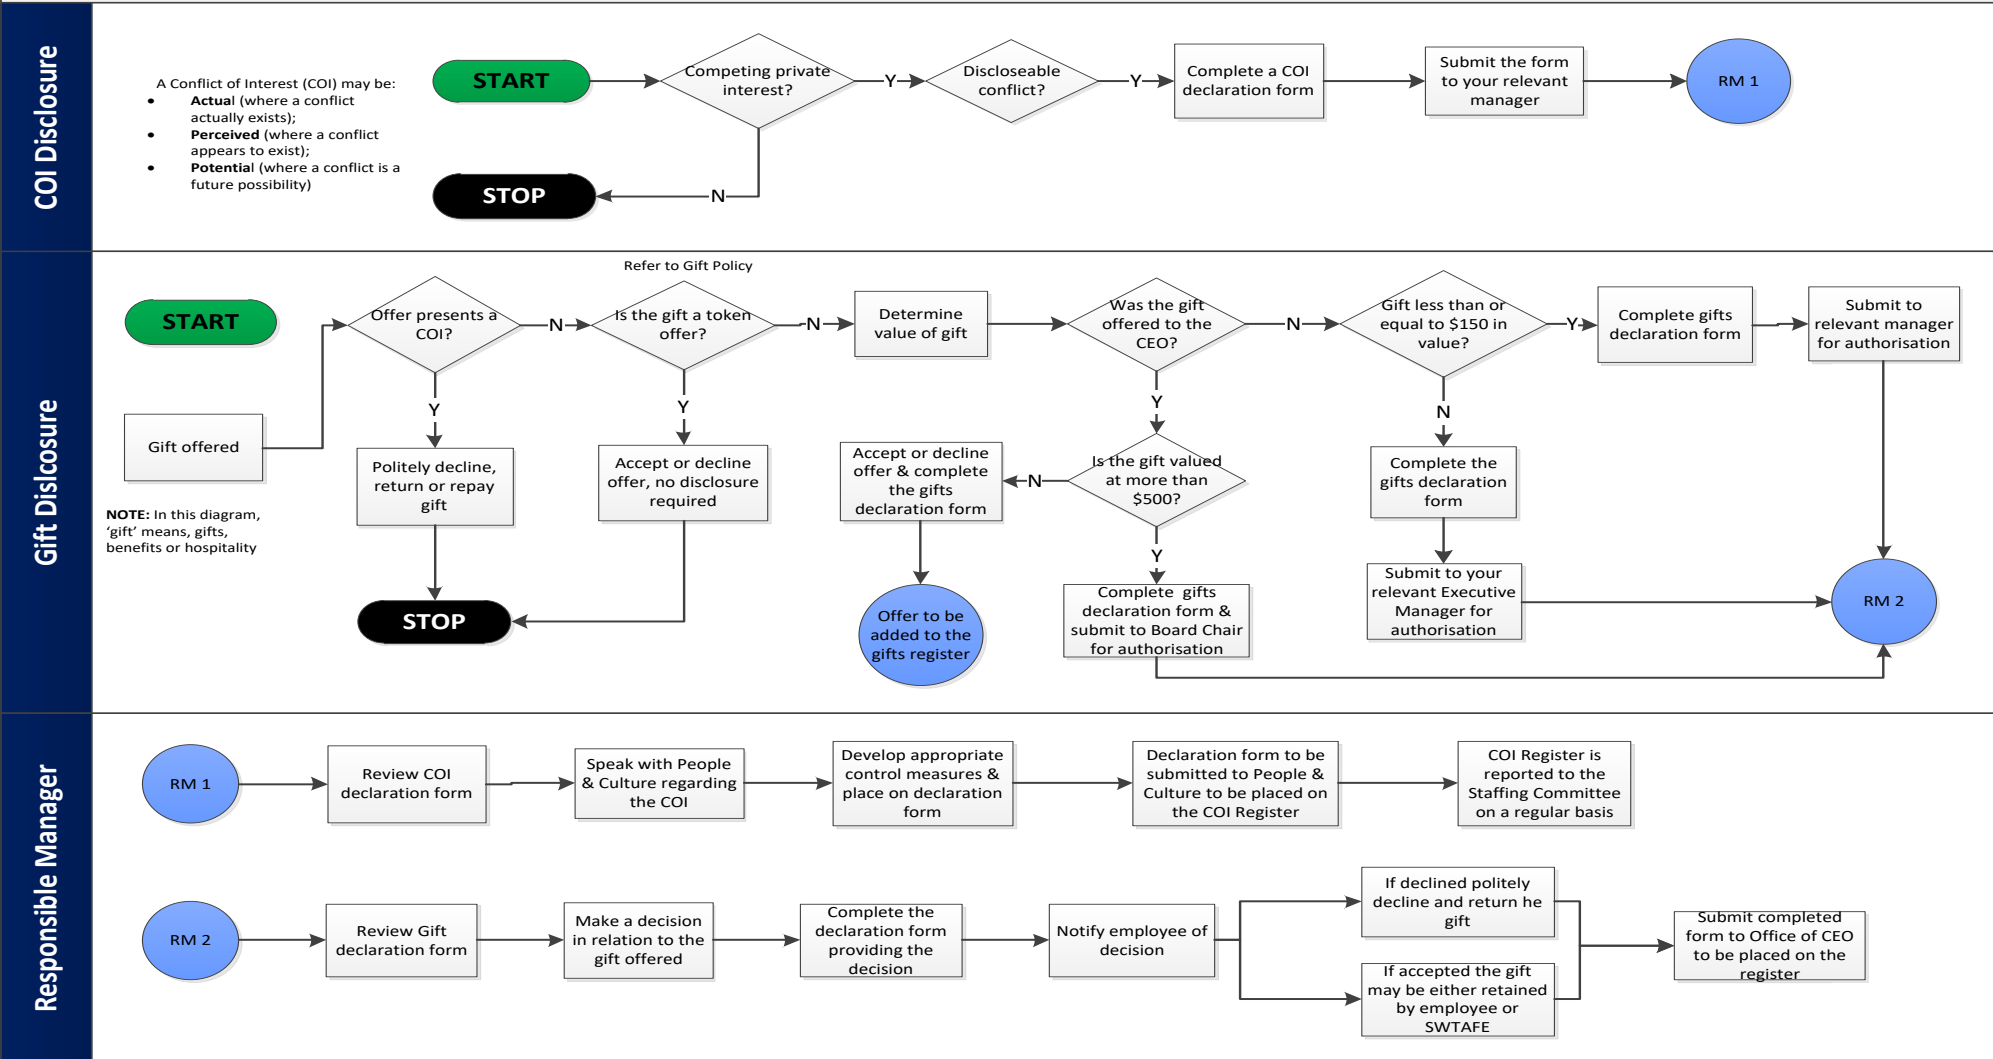 COI Disclosure
A Conflict of Interest (COI) may be:
• Actual (where a conflict
actually exists);
• Perceived (where a conflict
appears to exist);
• Potential (where a conflict is a
future possibility)
START
Competing private
interest?
Y
Discloseable
conflict?
Y
Complete a COI
declaration form
Submit the form
to your relevant
manager
RM 1
N
STOP
Gift Dislcosure
START
Gift offered
NOTE: In this diagram,
‘gift’ means, gifts,
benefits or hospitality
Offer presents a
COI?
N
Refer to Gift Policy
Is the gift a token
offer?
N
Determine
value of gift
Was the gift
offered to the
CEO?
N
Gift less than or
equal to $150 in
value?
Y
Complete gifts
declaration form
Submit to
relevant manager
for authorisation
Y
Politely decline,
return or repay
gift
STOP
Y
Accept or decline
offer, no disclosure
required
Y
Is the gift valued
at more than
$500?
N
Accept or decline
offer & complete
the gifts
declaration form
Offer to be
added to the
gifts register
Y
Complete gifts
declaration form &
submit to Board Chair
for authorisation
N
Complete the
gifts declaration
form
Submit to your
relevant Executive
Manager for
authorisation
RM 2
Responsible Manager
RM 1
Review COI
declaration form
Speak with People
& Culture regarding
the COI
Develop appropriate
control measures &
place on declaration
form
Declaration form to be
submitted to People &
Culture to be placed on
the COI Register
COI Register is
reported to the
Staffing Committee
on a regular basis
RM 2
Review Gift
declaration form
Make a decision
in relation to the
gift offered
Complete the
declaration form
providing the
decision
Notify employee of
decision
If declined politely
decline and return he
gift
If accepted the gift
may be either retained
by employee or
SWTAFE
Submit completed
form to Office of CEO
to be placed on the
register